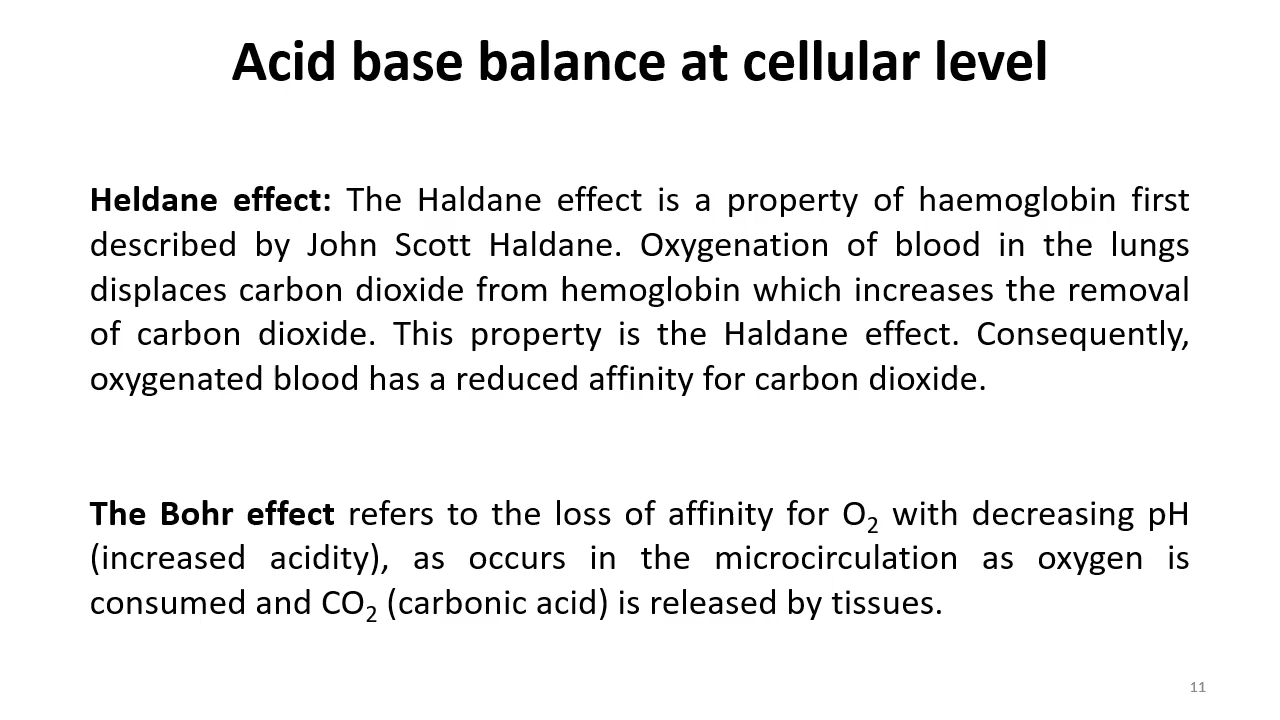 Acid base balance at cellular level
Heldane effect: The Haldane effect is a property of haemoglobin first
described by John Scott Haldane. Oxygenation of blood in the lungs
displaces carbon dioxide from hemoglobin which increases the removal
of carbon dioxide. This property is the Haldane effect. Consequently,
oxygenated blood has a reduced affinity for carbon dioxide.
The Bohr effect refers to the loss of affinity for O₂ with decreasing pH
(increased acidity), as occurs in the microcirculation as oxygen is
consumed and CO₂ (carbonic acid) is released by tissues.
11